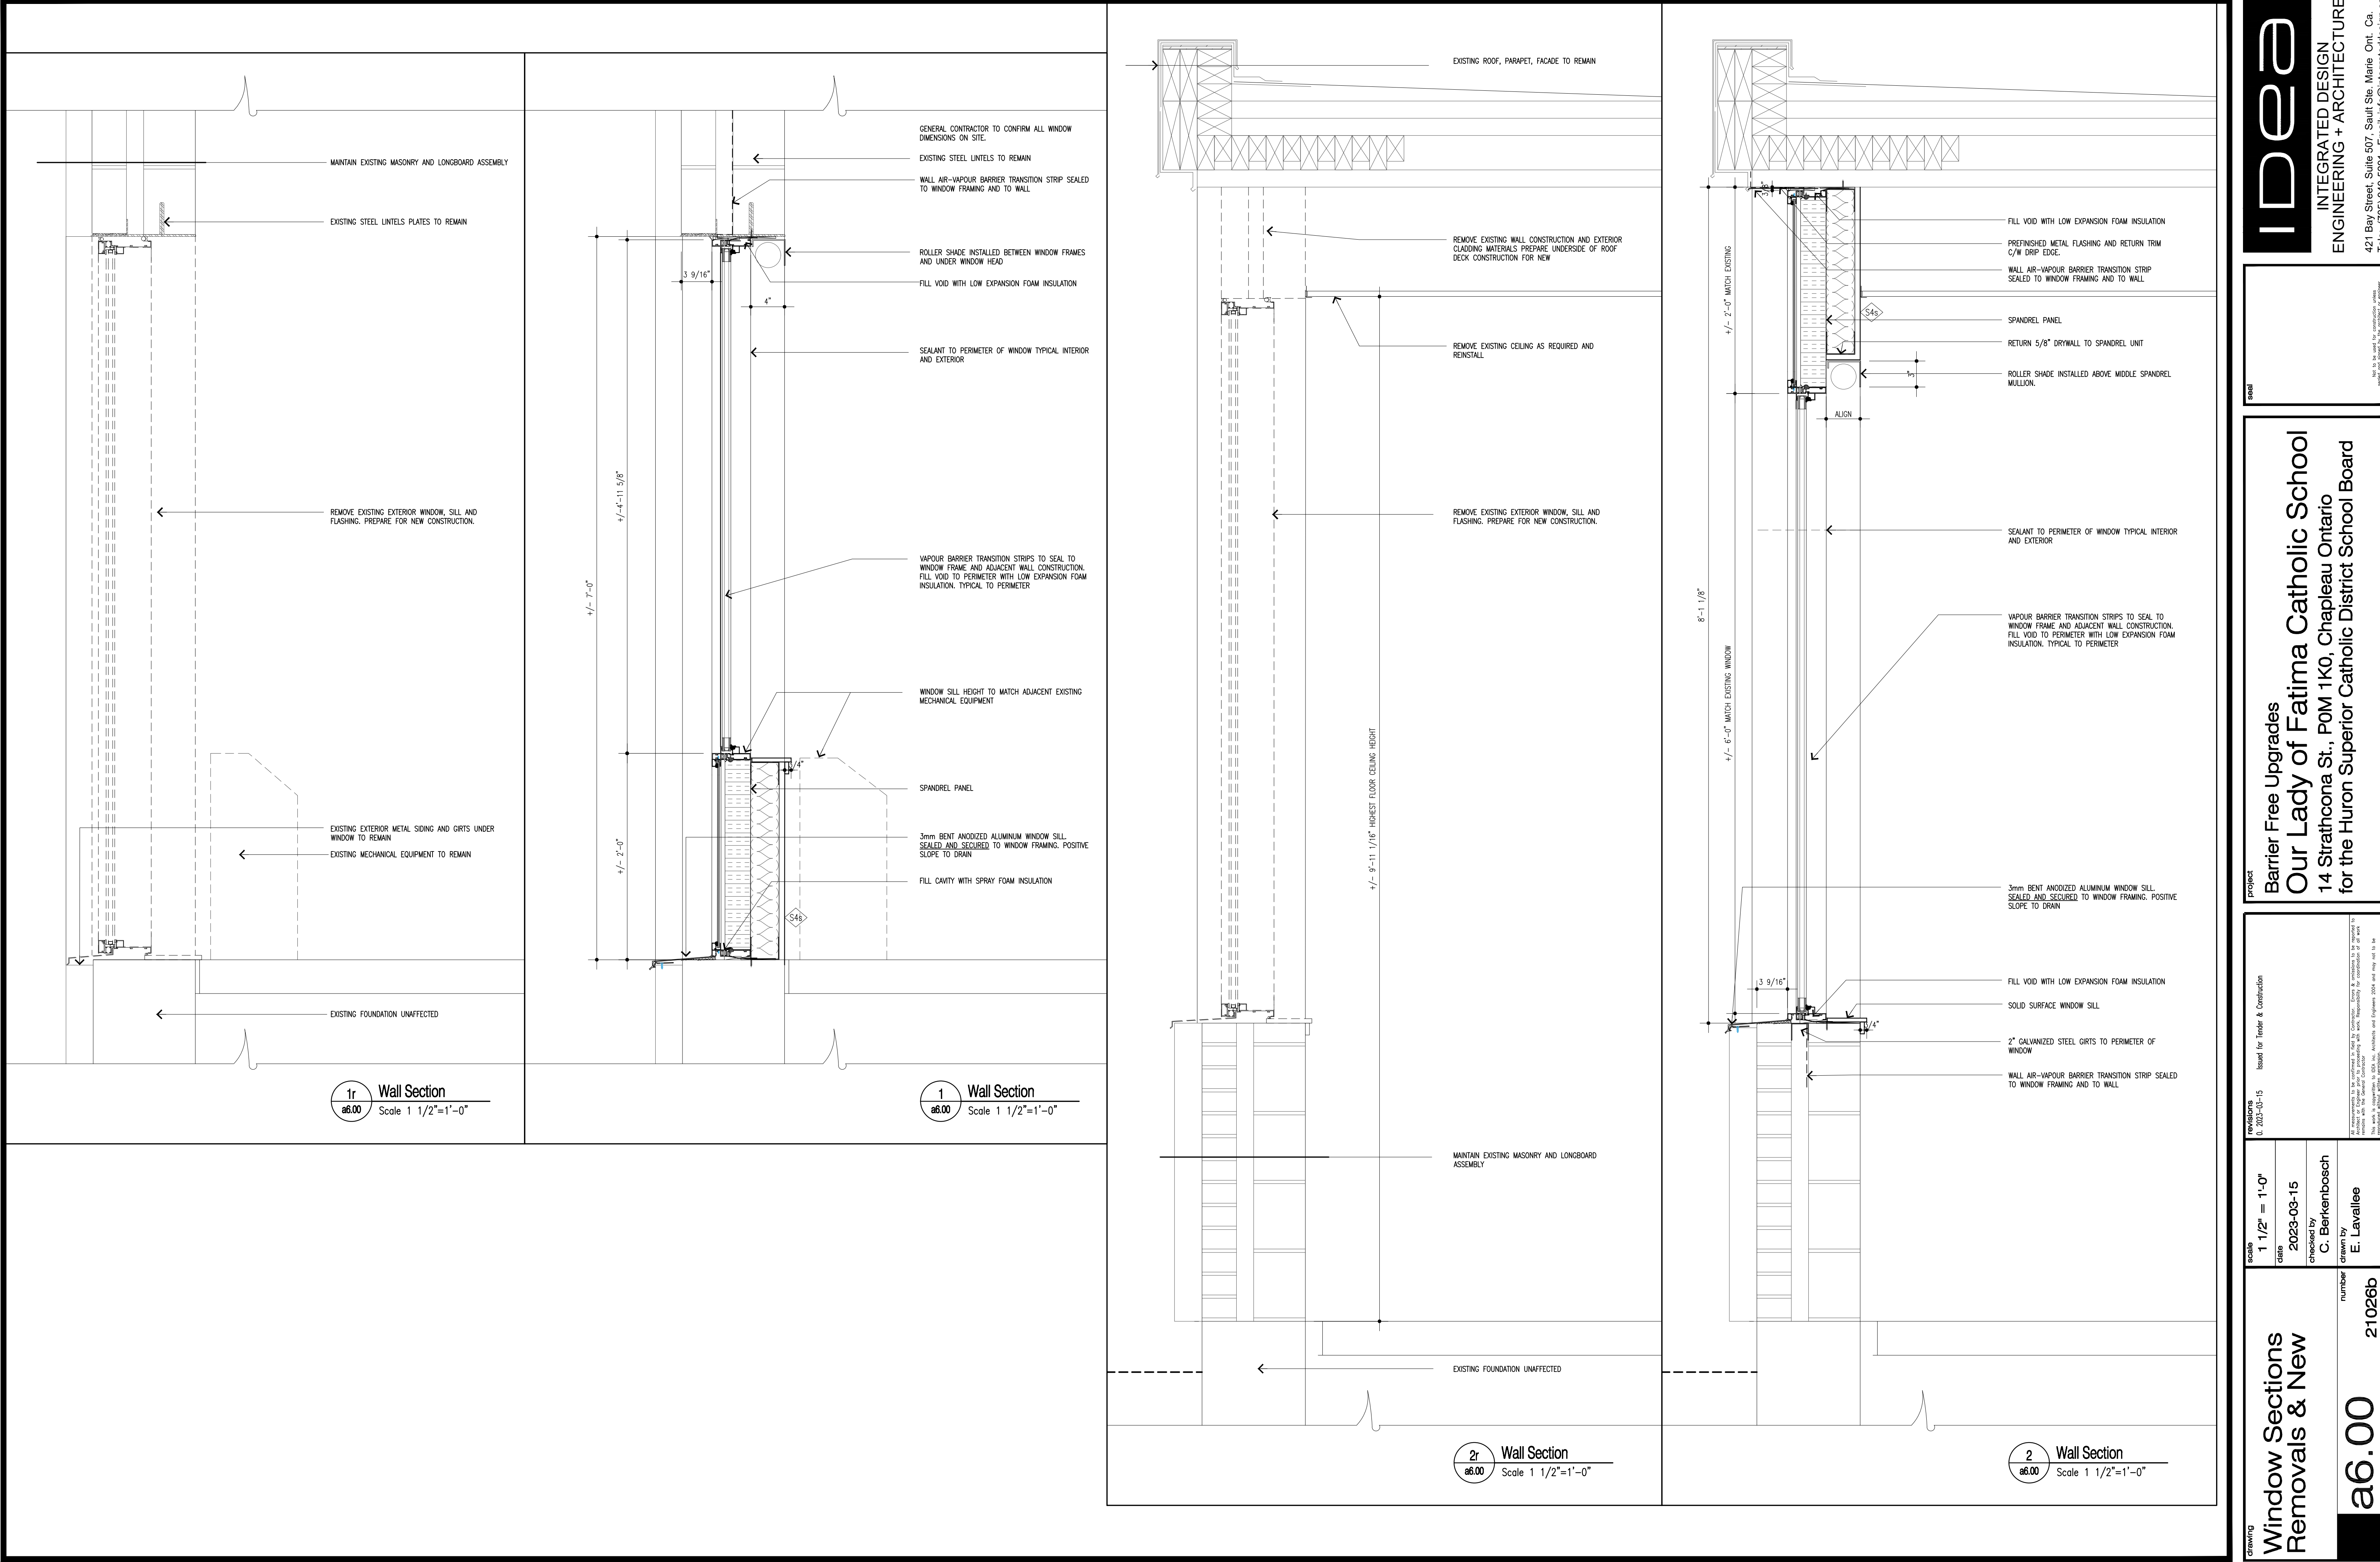 MAINTAIN EXISTING MASONRY AND LONGBOARD ASSEMBLY
EXISTING STEEL LINTELS PLATES TO REMAIN
REMOVE EXISTING EXTERIOR WINDOW, SILL AND
FLASHING. PREPARE FOR NEW CONSTRUCTION.
EXISTING EXTERIOR METAL SIDING AND GIRTS UNDER
WINDOW TO REMAIN
EXISTING MECHANICAL EQUIPMENT TO REMAIN
EXISTING FOUNDATION UNAFFECTED
1r
a6.00
Wall Section
Scale 1 1/2"=1'-0"
GENERAL CONTRACTOR TO CONFIRM ALL WINDOW
DIMENSIONS ON SITE.
EXISTING STEEL LINTELS TO REMAIN
WALL AIR-VAPOUR BARRIER TRANSITION STRIP SEALED
TO WINDOW FRAMING AND TO WALL
ROLLER SHADE INSTALLED BETWEEN WINDOW FRAMES
AND UNDER WINDOW HEAD
3 9/16"
FILL VOID WITH LOW EXPANSION FOAM INSULATION
4"
SEALANT TO PERIMETER OF WINDOW TYPICAL INTERIOR
AND EXTERIOR
+/-4'-11 5/8"
+/- 7'-0"
VAPOUR BARRIER TRANSITION STRIPS TO SEAL TO
WINDOW FRAME AND ADJACENT WALL CONSTRUCTION.
FILL VOID TO PERIMETER WITH LOW EXPANSION FOAM
INSULATION. TYPICAL TO PERIMETER
WINDOW SILL HEIGHT TO MATCH ADJACENT EXISTING
MECHANICAL EQUIPMENT
SPANDREL PANEL
3mm BENT ANODIZED ALUMINUM WINDOW SILL.
SEALED AND SECURED TO WINDOW FRAMING. POSITIVE
SLOPE TO DRAIN
+/- 2'-0"
FILL CAVITY WITH SPRAY FOAM INSULATION
S4s
1
a6.00
Wall Section
Scale 1 1/2"=1'-0"
EXISTING ROOF, PARAPET, FACADE TO REMAIN
REMOVE EXISTING WALL CONSTRUCTION AND EXTERIOR
CLADDING MATERIALS PREPARE UNDERSIDE OF ROOF
DECK CONSTRUCTION FOR NEW
REMOVE EXISTING CEILING AS REQUIRED AND
REINSTALL
REMOVE EXISTING EXTERIOR WINDOW, SILL AND
FLASHING. PREPARE FOR NEW CONSTRUCTION.
+/- 9'-11 1/16" HIGHEST FLOOR CEILING HEIGHT
MAINTAIN EXISTING MASONRY AND LONGBOARD
ASSEMBLY
EXISTING FOUNDATION UNAFFECTED
2r
a6.00
Wall Section
Scale 1 1/2"=1'-0"
3/8"
FILL VOID WITH LOW EXPANSION FOAM INSULATION
PREFINISHED METAL FLASHING AND RETURN TRIM
C/W DRIP EDGE.
WALL AIR-VAPOUR BARRIER TRANSITION STRIP
SEALED TO WINDOW FRAMING AND TO WALL
+/- 2'-0" MATCH EXISTING
S4s
SPANDREL PANEL
RETURN 5/8" DRYWALL TO SPANDREL UNIT
ROLLER SHADE INSTALLED ABOVE MIDDLE SPANDREL
MULLION.
3"
ALIGN
SEALANT TO PERIMETER OF WINDOW TYPICAL INTERIOR
AND EXTERIOR
8'-1 1/8"
VAPOUR BARRIER TRANSITION STRIPS TO SEAL TO
WINDOW FRAME AND ADJACENT WALL CONSTRUCTION.
FILL VOID TO PERIMETER WITH LOW EXPANSION FOAM
INSULATION. TYPICAL TO PERIMETER
+/- 6'-0" MATCH EXISTING WINDOW
3mm BENT ANODIZED ALUMINUM WINDOW SILL.
SEALED AND SECURED TO WINDOW FRAMING. POSITIVE
SLOPE TO DRAIN
3 9/16"
FILL VOID WITH LOW EXPANSION FOAM INSULATION
SOLID SURFACE WINDOW SILL
2" GALVANIZED STEEL GIRTS TO PERIMETER OF
WINDOW
WALL AIR-VAPOUR BARRIER TRANSITION STRIP SEALED
TO WINDOW FRAMING AND TO WALL
2
a6.00
Wall Section
Scale 1 1/2"=1'-0"
IDea
INTEGRATED DESIGN
ENGINEERING + ARCHITECTURE
421 Bay Street, Suite 507, Sault Ste. Marie Ont. Ca.
seal
project
Barrier Free Upgrades
Our Lady of Fatima Catholic School
14 Strathcona St., P0M 1K0, Chapleau Ontario
for the Huron Superior Catholic District School Board
revisions
0. 2023-03-15 Issued for Tender & Construction
scale
1 1/2" = 1'-0"
date
2023-03-15
checked by
C. Berkenbosch
drawn by
E. Lavallee
drawing
Window Sections
Removals & New
number
21026b
a6.00